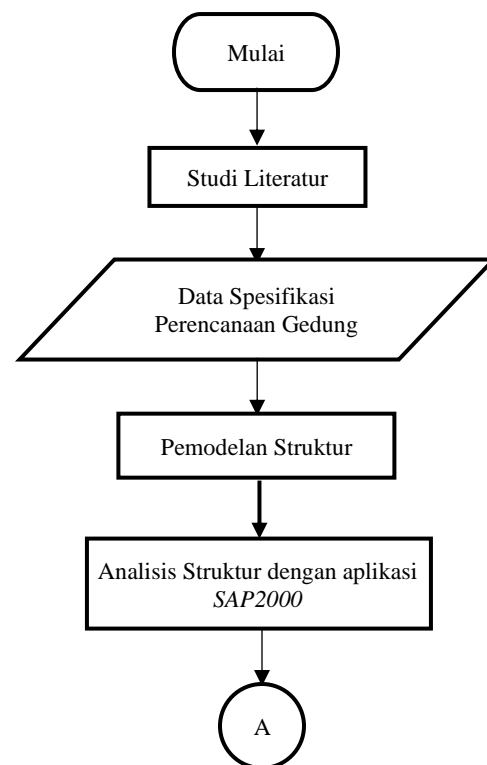 Mulai
Studi Literatur
Data Spesifikasi
Perencanaan Gedung
Pemodelan Struktur
Analisis Struktur dengan aplikasi
SAP2000
A